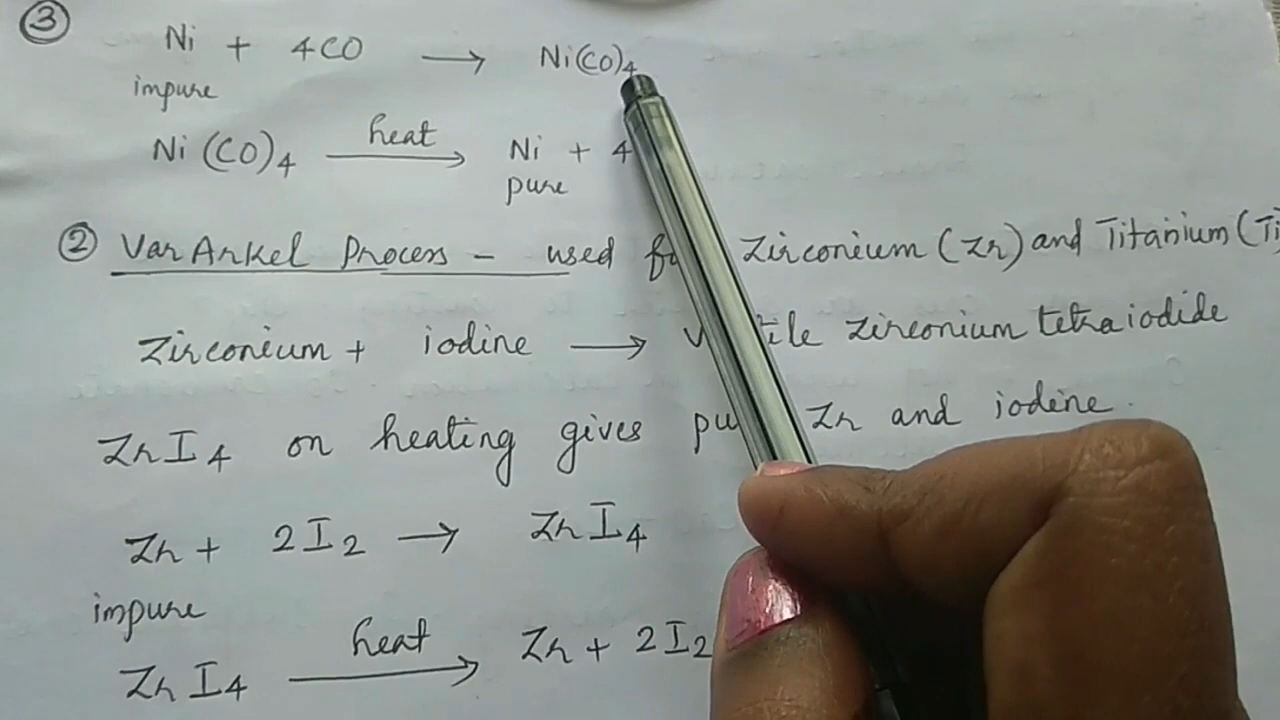 ③
Ni + 4CO → Ni(CO)4
impure
Ni (CO)4 heat → Ni + 4
pure
② Var Arkel Process - used Zirconium (Zr) and Titanium (Ti
Zirconium + iodine → zirconium tetraiodide
ZrI4 on heating gives Zr and iodine.
Zr + 2I2 → ZrI4
impure
ZrI4 heat → Zr + 2I2